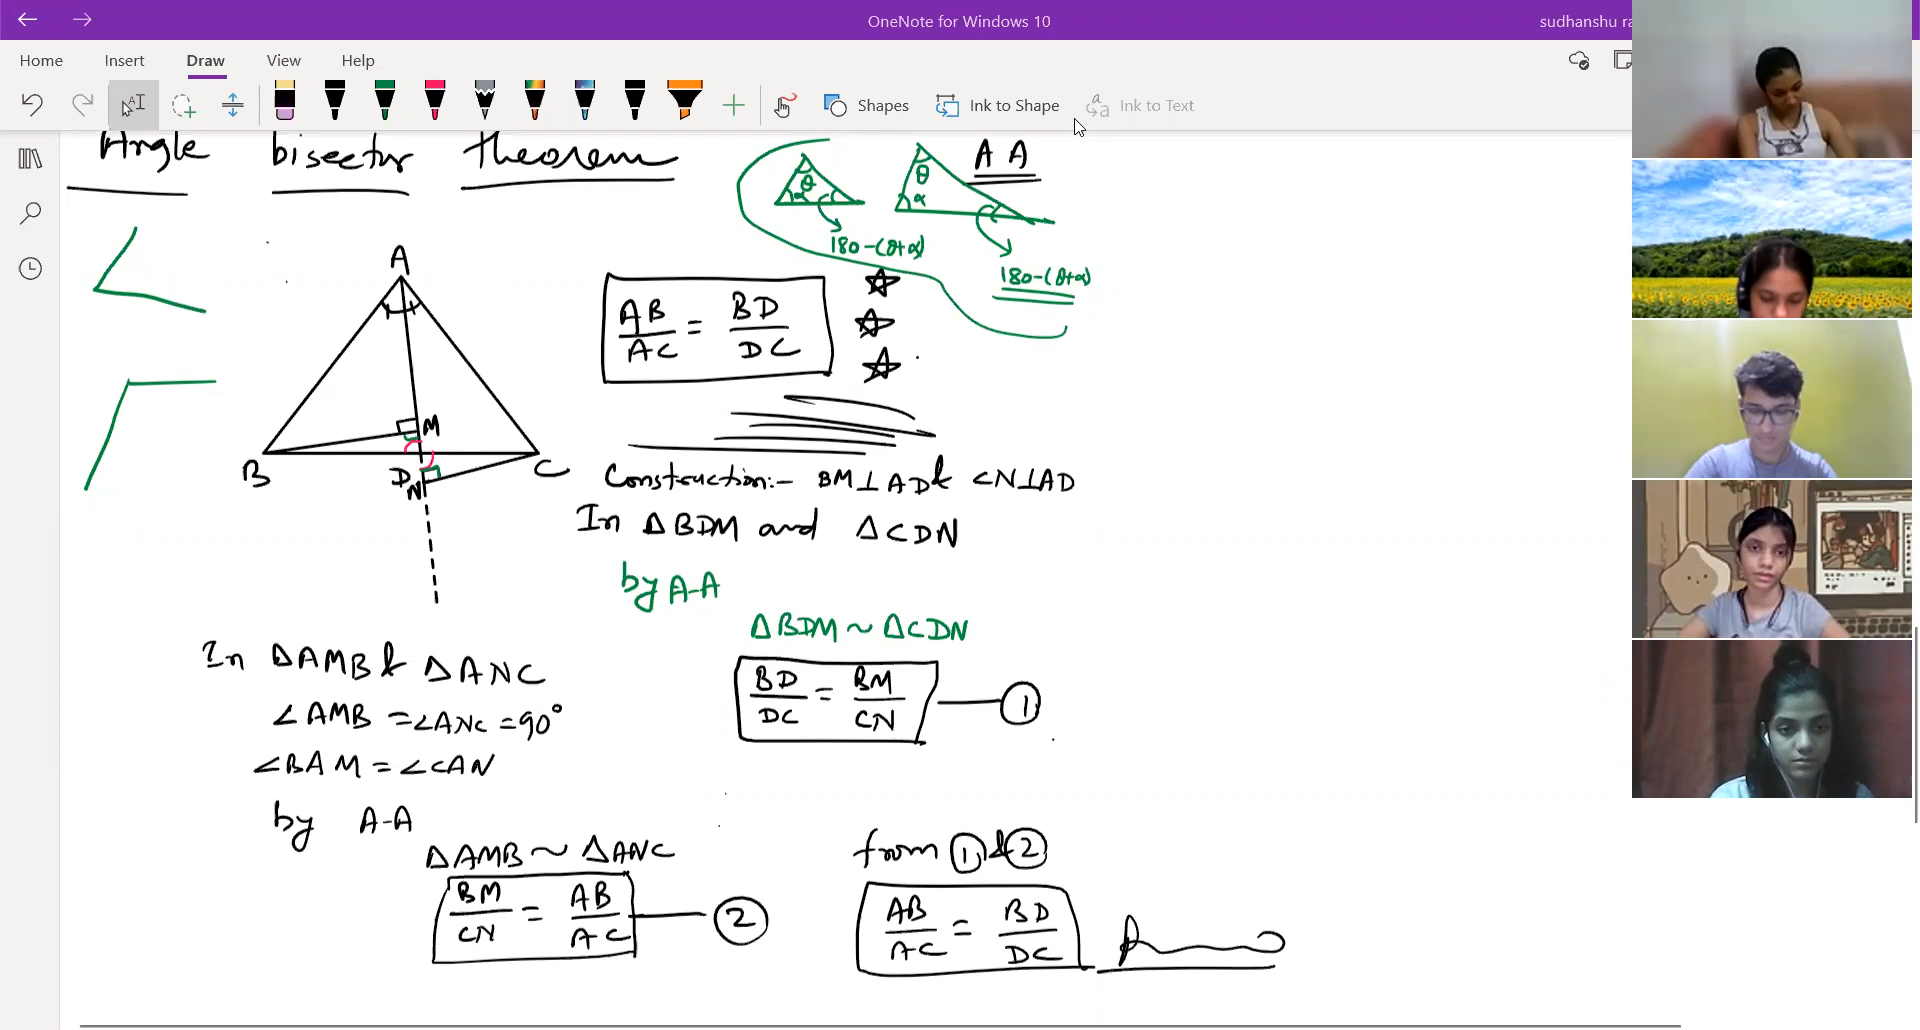 OneNote for Windows 10
sudhanshu ra
Home Insert Draw View Help
Shapes Ink to Shape Ink to Text
Angle bisector theorem
A A
θ α
θ α
180-(θ+α)
180-(θ+α)
A
B
M
D
N
C
AB/AC = BD/DC
Construction:- BM⊥AD & CN⊥AD
In ΔBDM and ΔCDN
by A-A
ΔBDM ~ ΔCDN
BD/DC = BM/CN — 1
In ΔAMB & ΔANC
∠AMB = ∠ANC = 90°
∠BAM = ∠CAN
by A-A
ΔAMB ~ ΔANC
BM/CN = AB/AC — 2
from 1 & 2
AB/AC = BD/DC